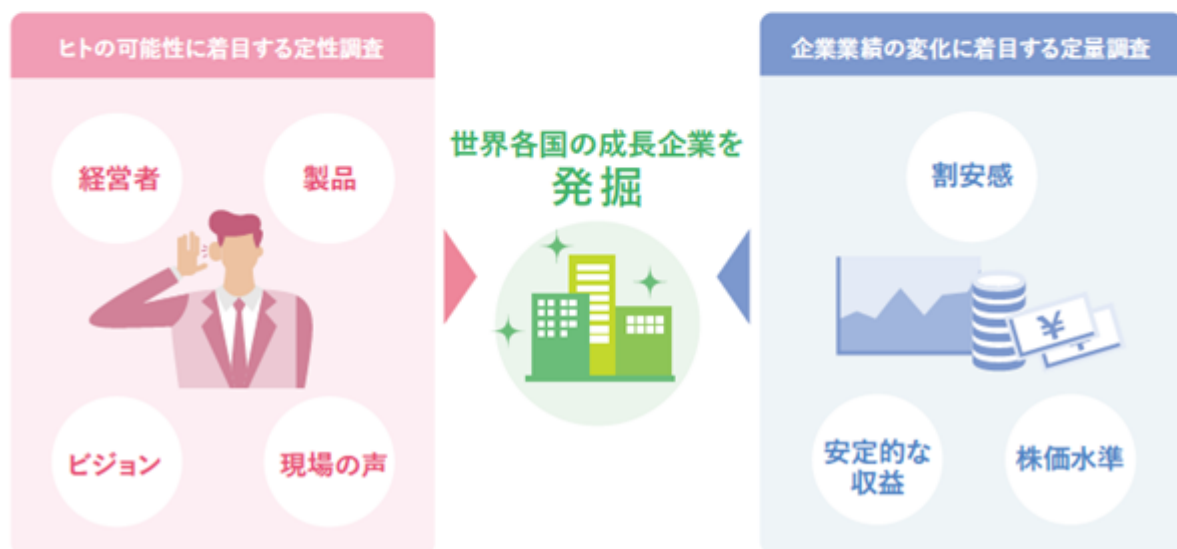 ヒトの可能性に着目する定性調査
経営者
製品
ビジョン
現場の声
世界各国の成長企業を
発掘
企業業績の変化に着目する定量調査
割安感
¥
安定的な
収益
株価水準